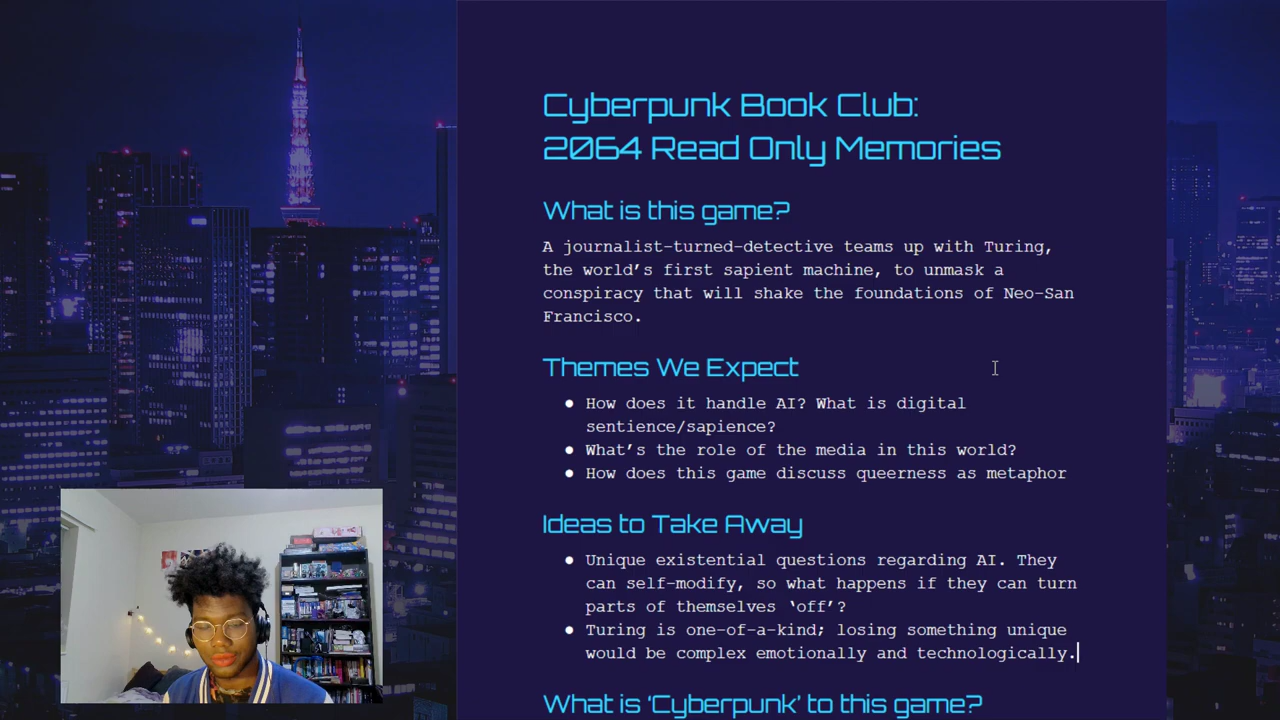 Cyberpunk Book Club:
2064 Read Only Memories
What is this game?
A journalist-turned-detective teams up with Turing,
the world’s first sapient machine, to unmask a
conspiracy that will shake the foundations of Neo-San
Francisco.
Themes We Expect
● How does it handle AI? What is digital
sentience/sapience?
● What’s the role of the media in this world?
● How does this game discuss queerness as metaphor
Ideas to Take Away
● Unique existential questions regarding AI. They
can self-modify, so what happens if they can turn
parts of themselves ‘off’?
● Turing is one-of-a-kind; losing something unique
would be complex emotionally and technologically.
What is ‘Cyberpunk’ to this game?